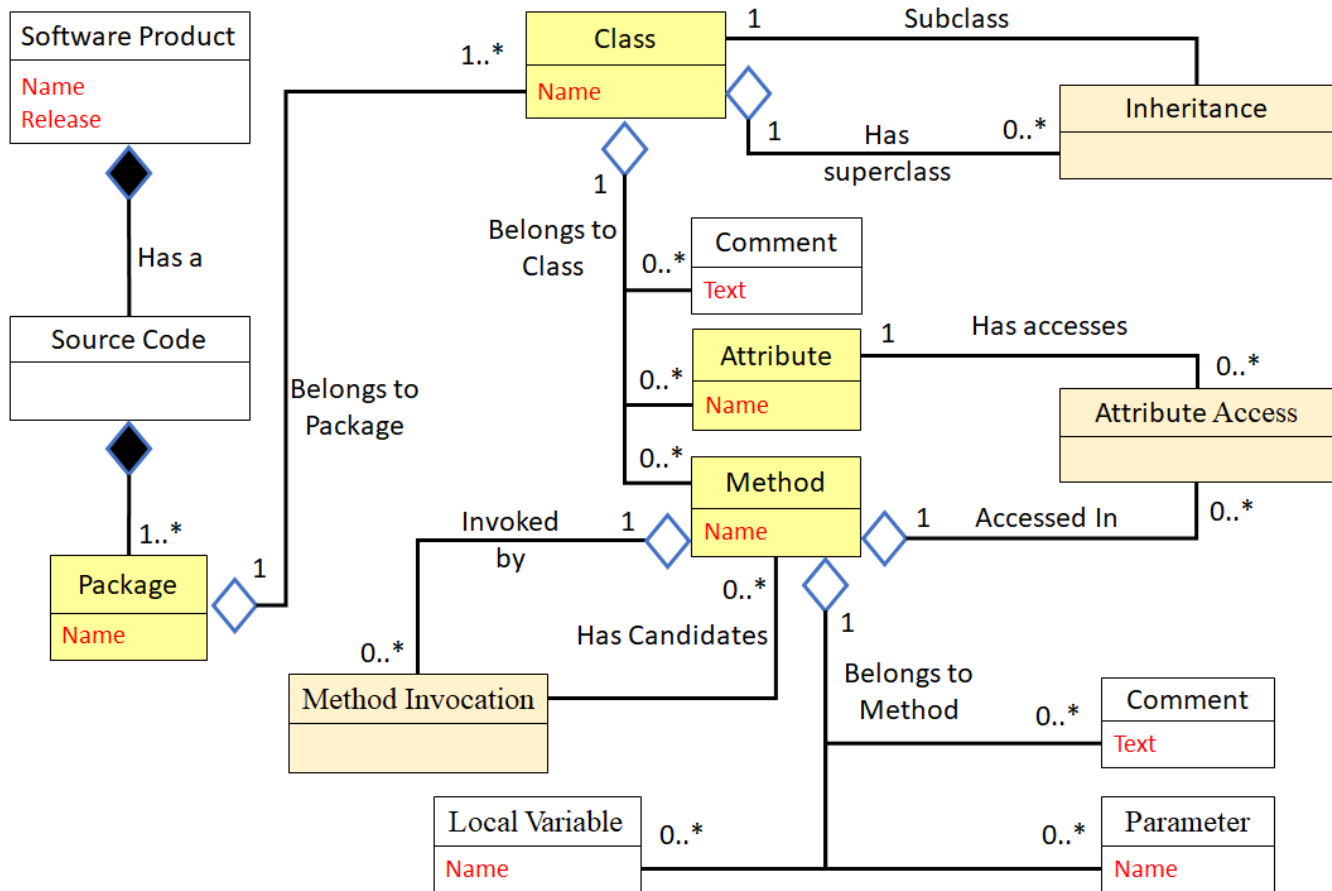 Software Product
Name
Release
Has a
Source Code
1..*
Package
Name
1
Belongs to
Package
1..*
Class
Name
1
Subclass
Inheritance
1
Has
superclass
0..*
1
Belongs to
Class
0..*
Comment
Text
0..*
Attribute
Name
1
Has accesses
0..*
Attribute Access
0..*
Method
Name
1
Accessed In
0..*
Invoked
by
1
0..*
Has Candidates
0..*
Method Invocation
1
Belongs to
Method
0..*
Comment
Text
Local Variable
Name
0..*
0..*
Parameter
Name